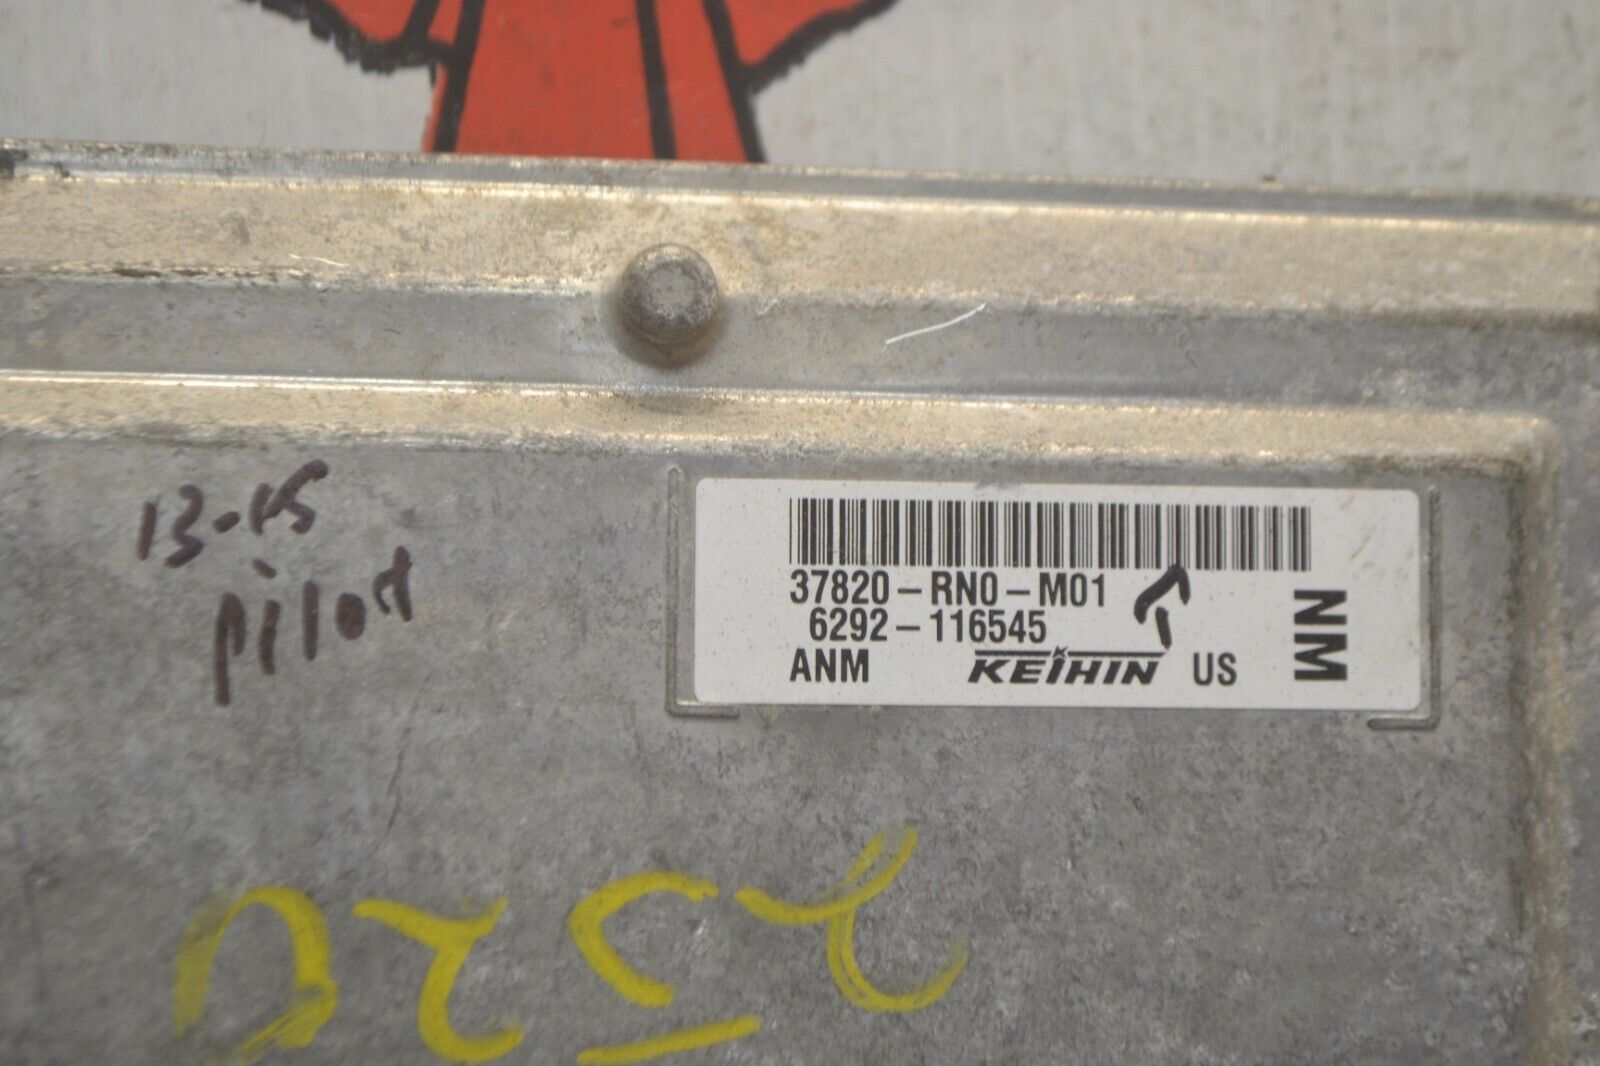 13-15
pilot
37820-RN0-M01
6292-116545
ANM
KEIHIN
US
NM